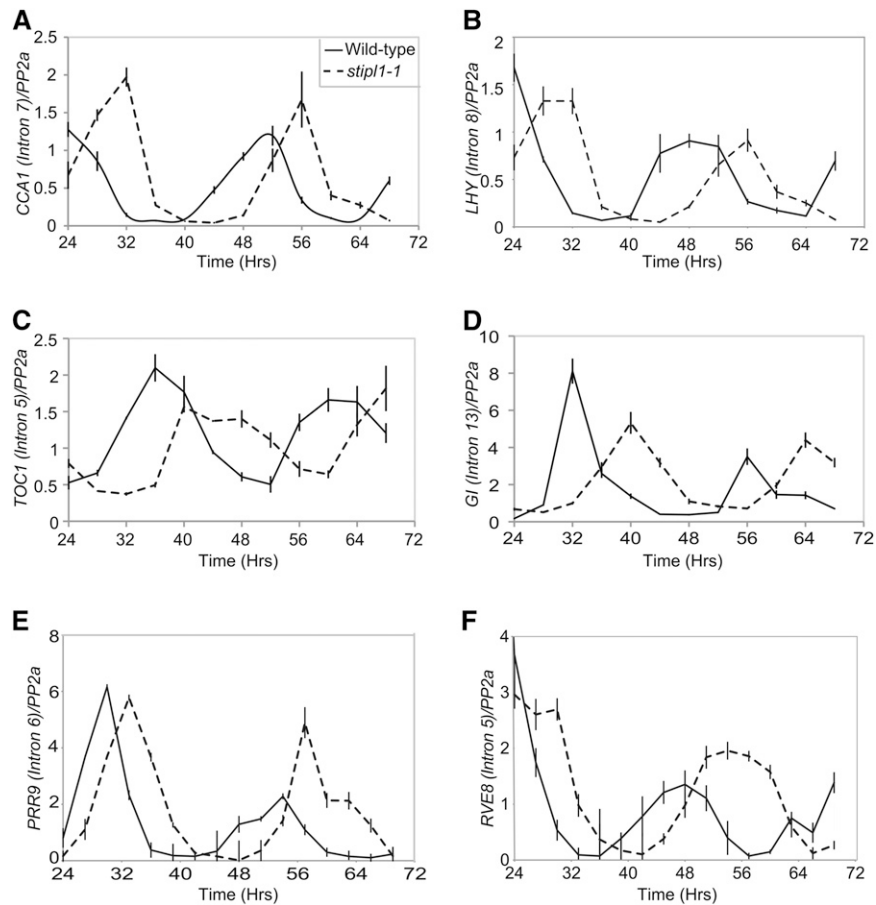 A
CCA1 (Intron 7)/PP2a
2.5
2
1.5
1
0.5
0
24 32 40 48 56 64 72
Time (Hrs)
Wild-type
stipl1-1
B
LHY (Intron 8)/PP2a
2
1.5
1
0.5
0
24 32 40 48 56 64 72
Time (Hrs)
C
TOC1 (Intron 5)/PP2a
2.5
2
1.5
1
0.5
0
24 32 40 48 56 64 72
Time (Hrs)
D
GI (Intron 13)/PP2a
10
8
6
4
2
0
24 32 40 48 56 64 72
Time (Hrs)
E
PRR9 (Intron 6)/PP2a
8
6
4
2
0
24 32 40 48 56 64 72
Time (Hrs)
F
RVE8 (Intron 5)/PP2a
4
3
2
1
0
24 32 40 48 56 64 72
Time (Hrs)